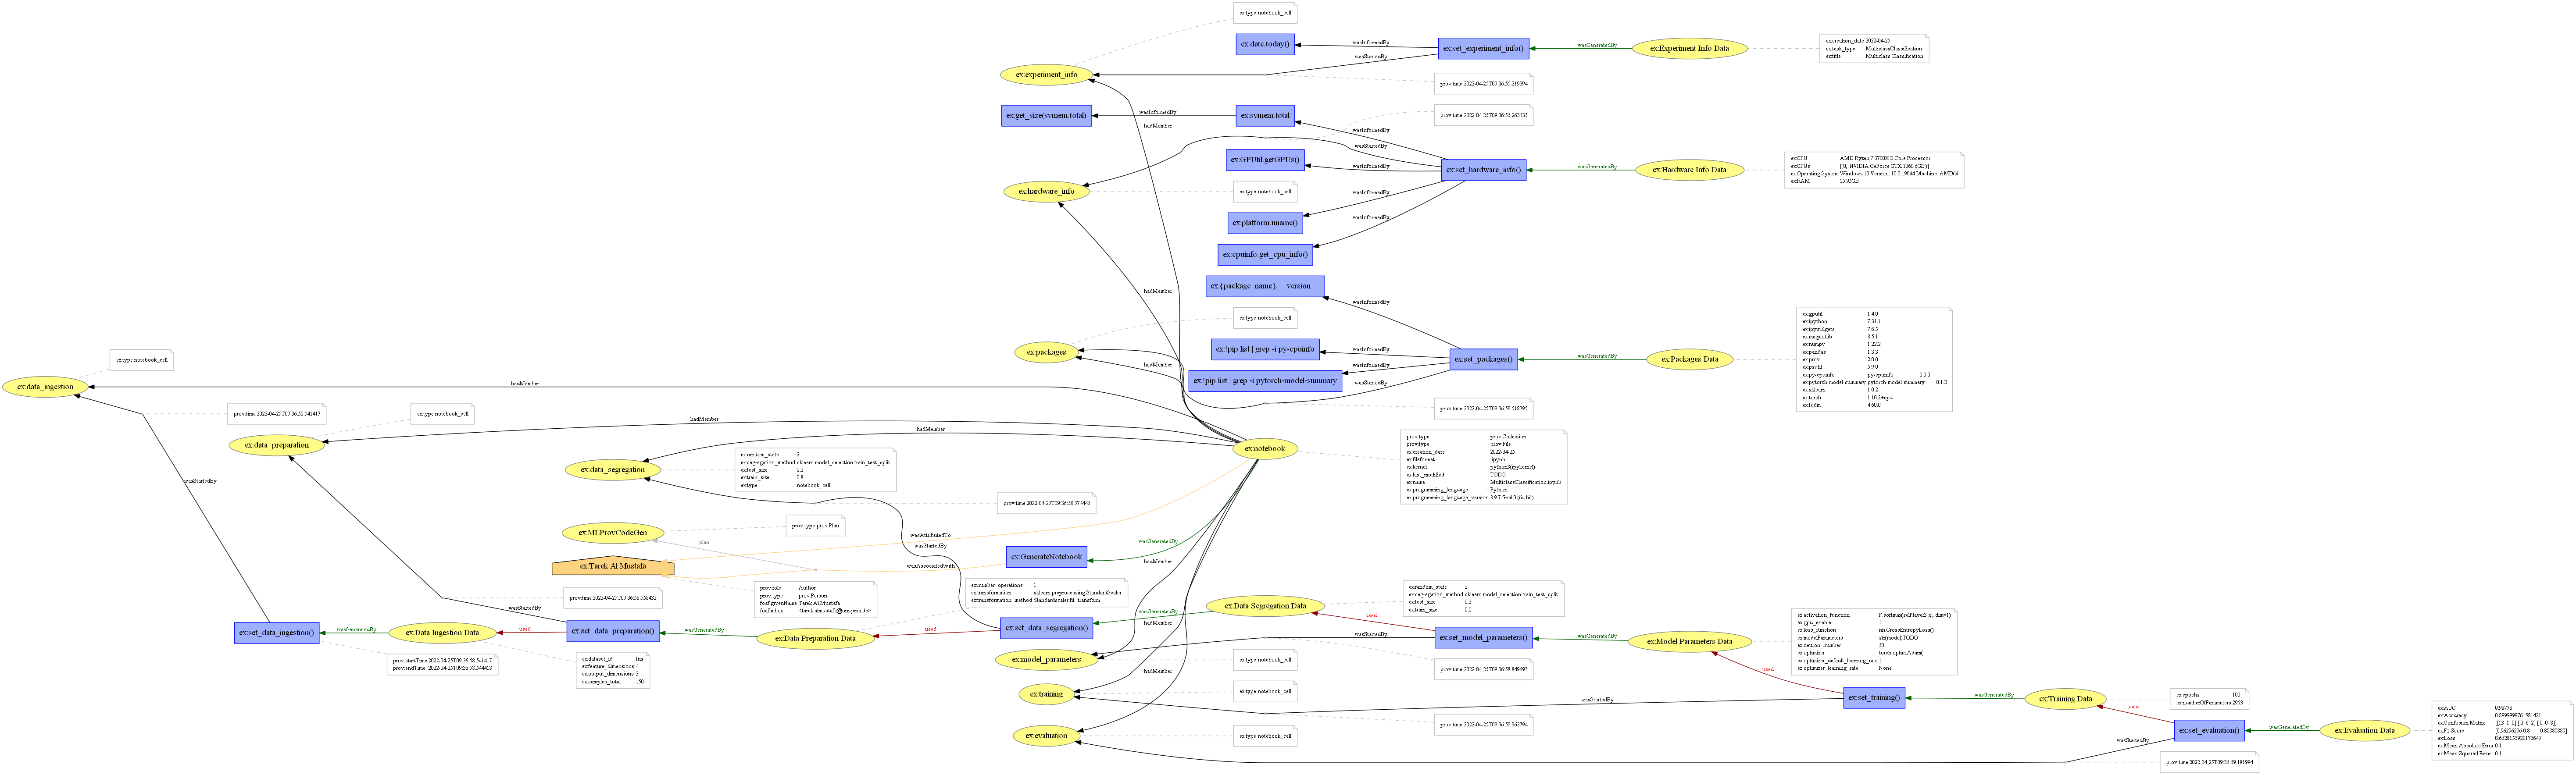 ex:type notebook_cell
ex:date.today()
wasInformedBy
ex:set_experiment_info()
wasGeneratedBy
ex:Experiment Info Data
ex:creation_date 2022-04-25
ex:task_type MulticlassClassification
ex:title Multiclass Classification
wasStartedBy
ex:experiment_info
prov:time 2022-04-25T09:36:55.219394
ex:get_size(svmem.total)
wasInformedBy
ex:svmem.total
prov:time 2022-04-25T09:36:55.263435
hadMember
wasInformedBy
wasStartedBy
ex:GPUtil.getGPUs()
wasInformedBy
ex:set_hardware_info()
wasGeneratedBy
ex:Hardware Info Data
ex:CPU AMD Ryzen 7 3700X 8-Core Processor
ex:GPUs [(0, 'NVIDIA GeForce GTX 1060 6GB')]
ex:Operating System Windows 10 Version: 10.0.19044 Machine: AMD64
ex:RAM 15.95GB
ex:hardware_info
ex:type notebook_cell
wasInformedBy
ex:platform.uname()
wasInformedBy
ex:cpuinfo.get_cpu_info()
hadMember
ex:{package_name}.__version__
wasInformedBy
ex:type notebook_cell
ex:packages
ex:!pip list | grep -i py-cpuinfo
wasInformedBy
ex:set_packages()
wasGeneratedBy
ex:Packages Data
ex:gputil 1.4.0
ex:ipython 7.31.1
ex:ipywidgets 7.6.5
ex:matplotlib 3.5.1
ex:numpy 1.22.2
ex:pandas 1.3.3
ex:prov 2.0.0
ex:psutil 5.9.0
ex:py-cpuinfo py-cpuinfo 8.0.0
ex:pytorch-model-summary pytorch-model-summary 0.1.2
ex:sklearn 1.0.2
ex:torch 1.10.2+cpu
ex:tqdm 4.60.0
ex:!pip list | grep -i pytorch-model-summary
wasInformedBy
wasStartedBy
prov:time 2022-04-25T09:36:58.518395
ex:type notebook_cell
ex:data_ingestion
hadMember
prov:time 2022-04-25T09:36:58.541417
ex:type notebook_cell
ex:data_preparation
hadMember
hadMember
ex:notebook
prov:type prov:Collection
prov:type prov:File
ex:creation_date 2022-04-25
ex:fileformat .ipynb
ex:kernel python3(ipykernel)
ex:last_modified TODO
ex:name MulticlassClassification.ipynb
ex:programming_language Python
ex:programming_language_version 3.9.7.final.0 (64 bit)
ex:data_segregation
ex:random_state 2
ex:segregation_method sklearn.model_selection.train_test_split
ex:test_size 0.2
ex:train_size 0.8
ex:type notebook_cell
wasStartedBy
prov:time 2022-04-25T09:36:58.574446
ex:MLProvCodeGen
prov:type prov:Plan
plan
wasAttributedTo
wasStartedBy
wasGeneratedBy
ex:GenerateNotebook
hadMember
ex:Tarek Al Mustafa
wasAssociatedWith
prov:role Author
prov:type prov:Person
foaf:givenName Tarek Al Mustafa
foaf:mbox <tarek.almustafa@uni-jena.de>
ex:number_operations 1
ex:transformation sklearn.preprocessing.StandardScaler
ex:transformation_method Standardscaler.fit_transform
prov:time 2022-04-25T09:36:58.558432
wasStartedBy
ex:set_data_ingestion()
wasGeneratedBy
ex:Data Ingestion Data
used
ex:set_data_preparation()
wasGeneratedBy
ex:Data Preparation Data
used
ex:set_data_segregation()
wasGeneratedBy
ex:Data Segregation Data
ex:random_state 2
ex:segregation_method sklearn.model_selection.train_test_split
ex:test_size 0.2
ex:train_size 0.8
used
hadMember
wasStartedBy
ex:set_model_parameters()
wasGeneratedBy
ex:Model Parameters Data
ex:activation_function F.softmax(self.layer3(x), dim=1)
ex:gpu_enable 1
ex:loss_function nn.CrossEntropyLoss()
ex:modelParameters str(model)TODO
ex:neuron_number 50
ex:optimizer torch.optim.Adam(
ex:optimizer_default_learning_rate 1
ex:optimizer_learning_rate None
prov:startTime 2022-04-25T09:36:58.541417
prov:endTime 2022-04-25T09:36:58.544418
ex:dataset_id Iris
ex:feature_dimensions 4
ex:output_dimensions 3
ex:samples_total 150
ex:model_parameters
ex:type notebook_cell
prov:time 2022-04-25T09:36:58.849693
hadMember
used
ex:training
ex:type notebook_cell
wasStartedBy
ex:set_training()
wasGeneratedBy
ex:Training Data
ex:epochs 100
ex:numberOfParameters 2953
used
prov:time 2022-04-25T09:36:58.962794
ex:evaluation
ex:type notebook_cell
wasStartedBy
ex:set_evaluation()
wasGeneratedBy
ex:Evaluation Data
ex:AUC 0.98778
ex:Accuracy 0.8999999761581421
ex:Confusion Matrix [[13 1 0] [ 0 6 2] [ 0 0 8]]
ex:F1 Score [0.96296296 0.8 0.88888889]
ex:Loss 0.6628153920173645
ex:Mean Absolute Error 0.1
ex:Mean Squared Error 0.1
prov:time 2022-04-25T09:36:59.181994